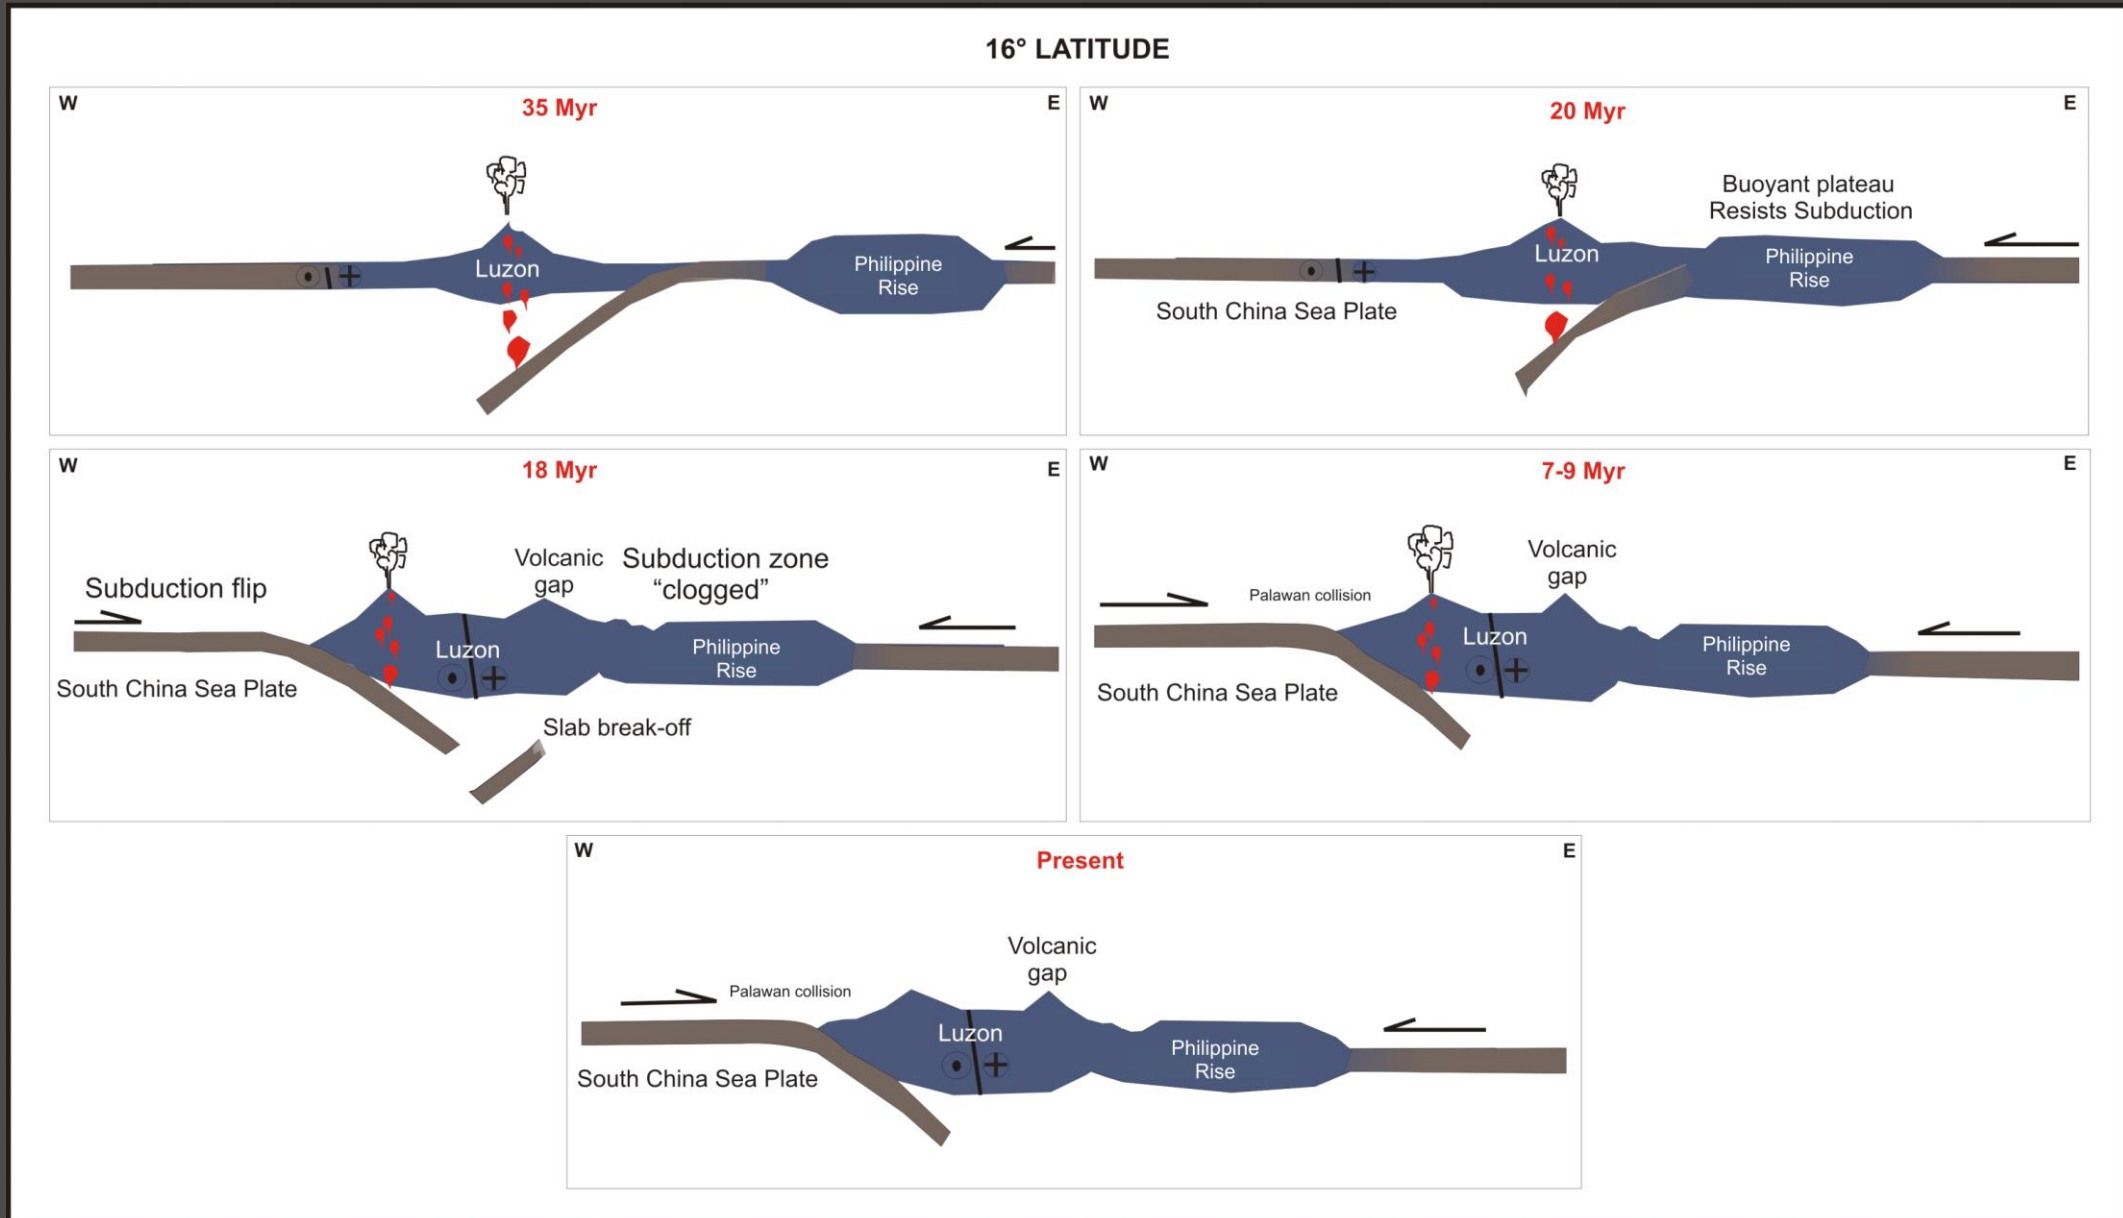 16° LATITUDE
W
35 Myr
E
Luzon
Philippine
Rise
W
20 Myr
E
Buoyant plateau
Resists Subduction
Luzon
Philippine
Rise
South China Sea Plate
W
18 Myr
E
Volcanic
gap
Subduction zone
“clogged”
Subduction flip
Luzon
Philippine
Rise
South China Sea Plate
Slab break-off
W
7-9 Myr
E
Volcanic
gap
Palawan collision
Luzon
Philippine
Rise
South China Sea Plate
W
Present
E
Volcanic
gap
Palawan collision
Luzon
Philippine
Rise
South China Sea Plate